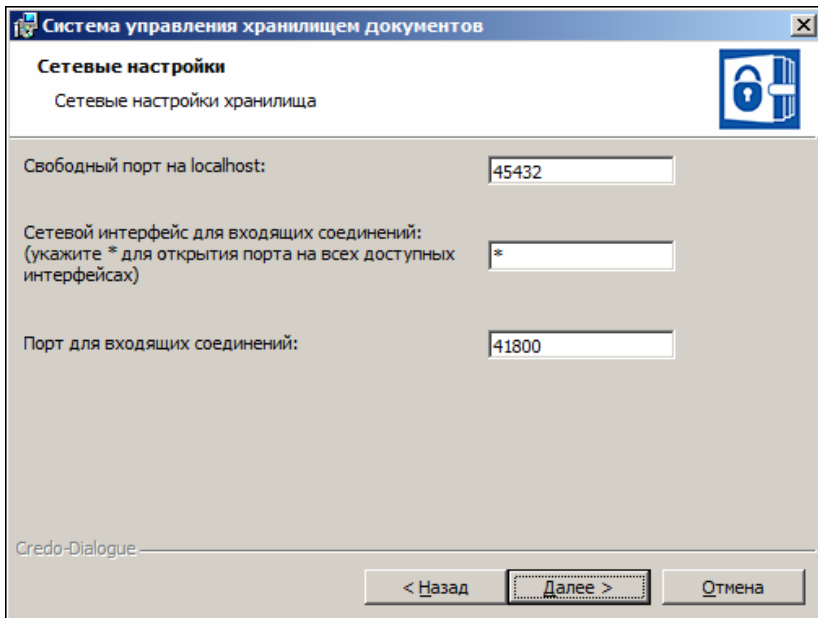 Система управления хранилищем документов
Сетевые настройки
Сетевые настройки хранилища
Свободный порт на localhost:
45432
Сетевой интерфейс для входящих соединений:
(укажите * для открытия порта на всех доступных
интерфейсах)
*
Порт для входящих соединений:
41800
Credo-Dialogue
< Назад
Далее >
Отмена